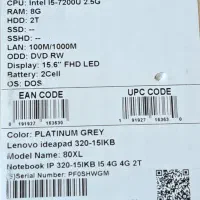 CPU: Intel I5-7200U 2.5G
RAM: 8G
HDD: 2T
SSD: --
SSHD: --
LAN: 100M/1000M
ODD: DVD RW
Display: 15.6" FHD LED
Battery: 2Cell
OS: DOS
EAN CODE
UPC CODE
Color: PLATINUM GREY
Lenovo ideapad 320-15IKB
Model Name: 80XL
Notebook IP 320-15IKB I5 4G 4G 2T
(S)Serial Number: PF0SHWGM